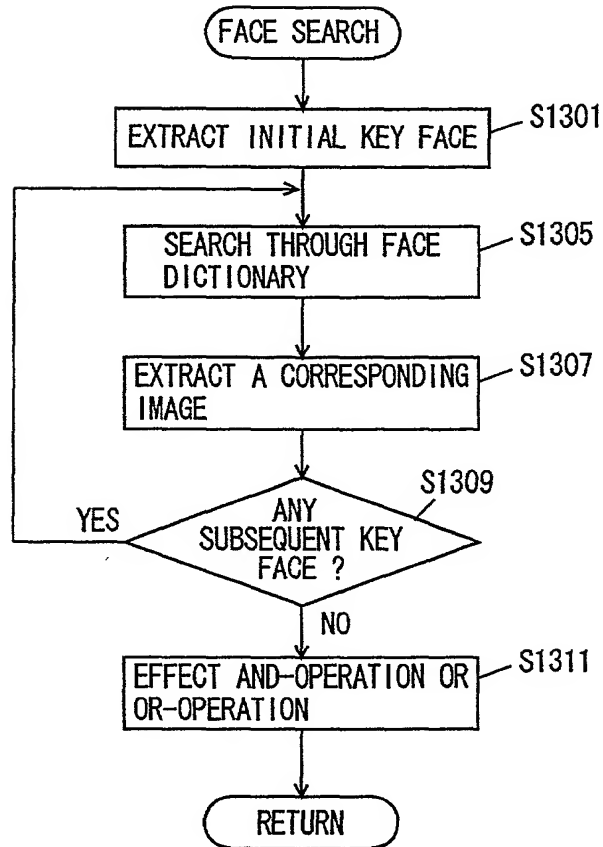 FACE SEARCH
EXTRACT INITIAL KEY FACE
S1301
SEARCH THROUGH FACE
DICTIONARY
S1305
EXTRACT A CORRESPONDING
IMAGE
S1307
S1309
ANY
SUBSEQUENT KEY
FACE ?
YES
NO
EFFECT AND-OPERATION OR
OR-OPERATION
S1311
RETURN